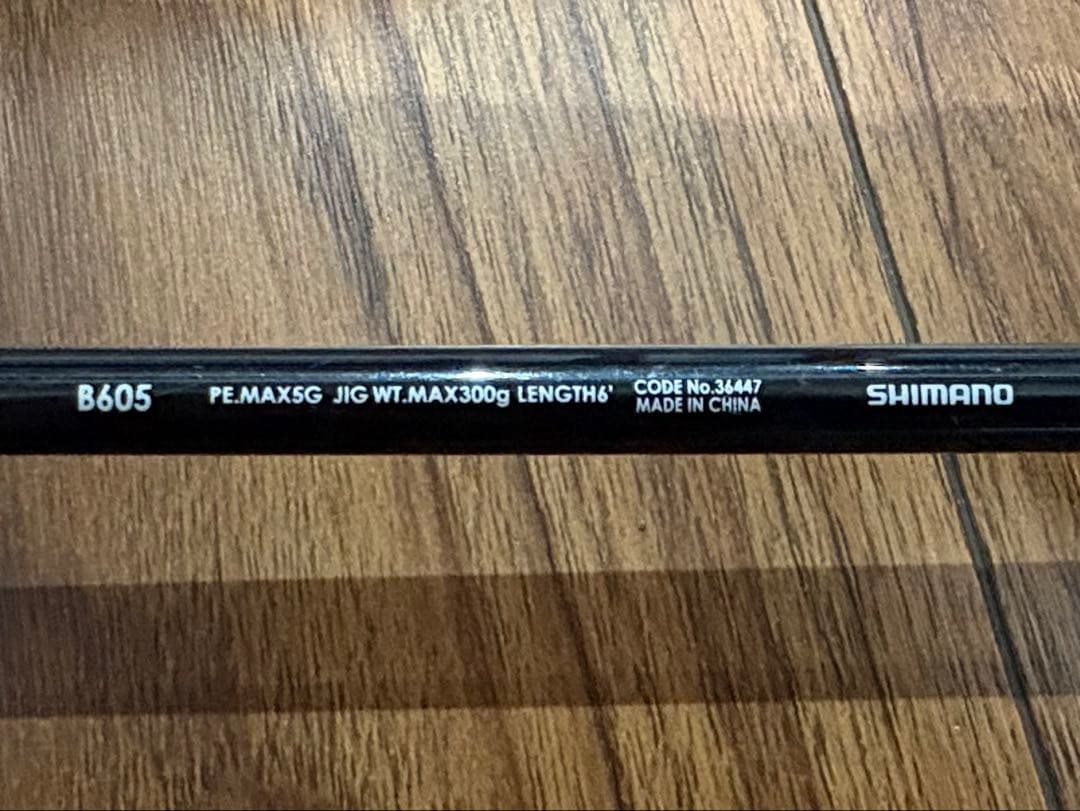 B605 PE.MAX5G JIG WT.MAX300g LENGTH6' CODE No.36447
MADE IN CHINA
SHIMANO